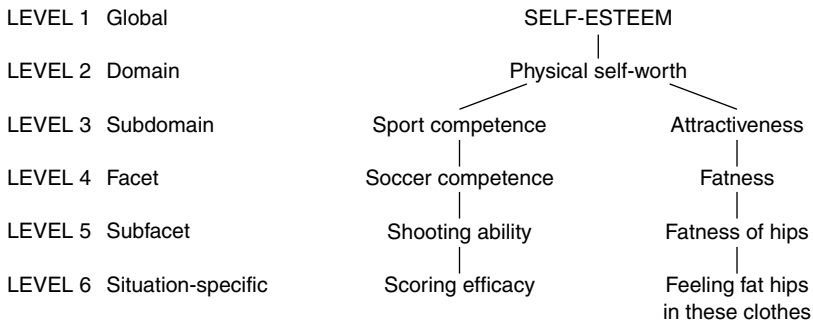 LEVEL 1 Global SELF-ESTEEM
LEVEL 2 Domain Physical self-worth
LEVEL 3 Subdomain Sport competence Attractiveness
LEVEL 4 Facet Soccer competence Fatness
LEVEL 5 Subfacet Shooting ability Fatness of hips
LEVEL 6 Situation-specific Scoring efficacy Feeling fat hips
in these clothes